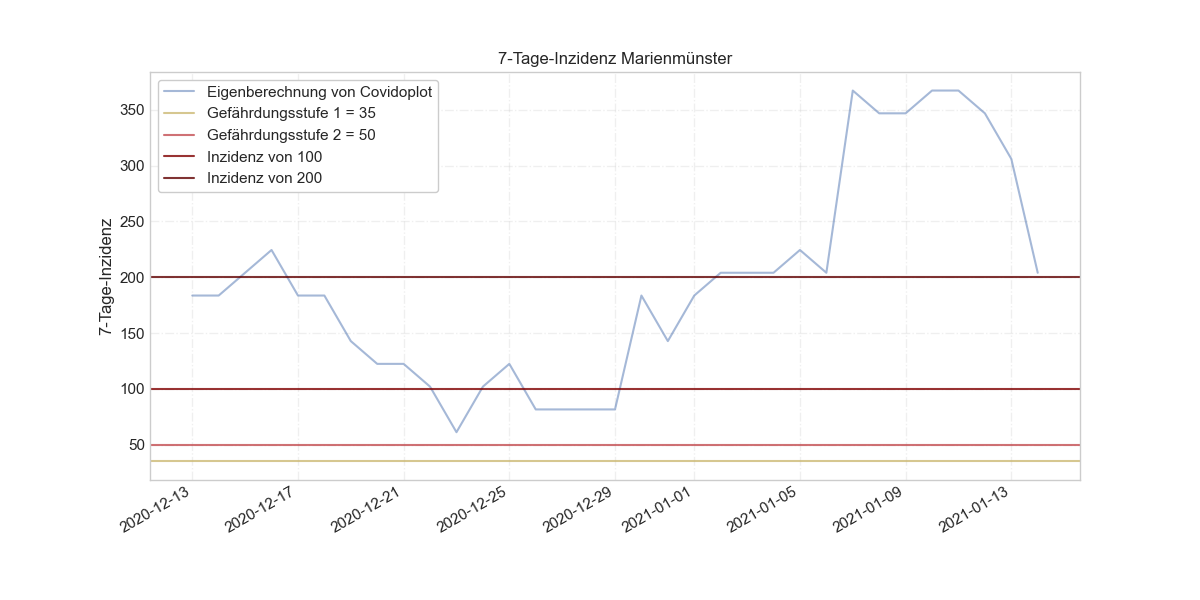 7-Tage-Inzidenz Marienmünster
Eigenberechnung von Covidoplot
Gefährdungsstufe 1 = 35
Gefährdungsstufe 2 = 50
Inzidenz von 100
Inzidenz von 200
7-Tage-Inzidenz
350
300
250
200
150
100
50
2020-12-13
2020-12-17
2020-12-21
2020-12-25
2020-12-29
2021-01-01
2021-01-05
2021-01-09
2021-01-13